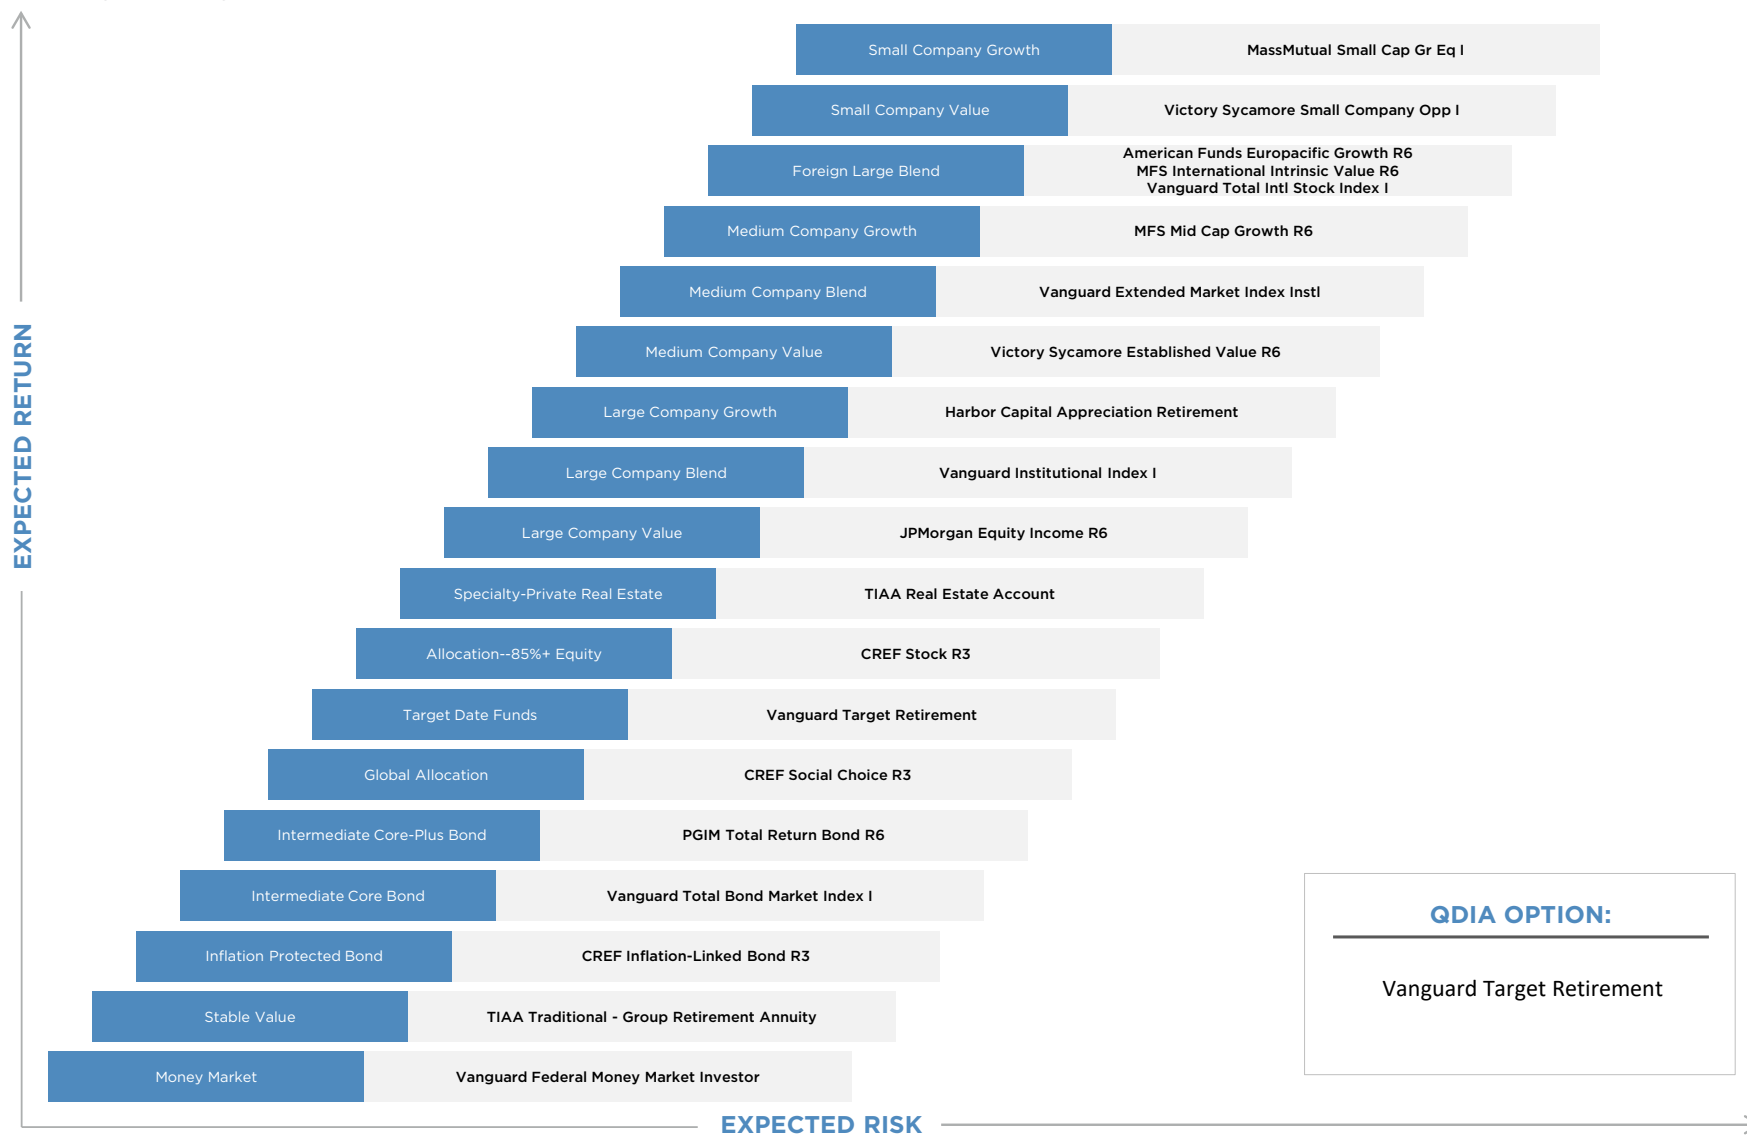 Small Company Growth
MassMutual Small Cap Gr Eq I
Small Company Value
Victory Sycamore Small Company Opp I
Foreign Large Blend
American Funds Europacific Growth R6
MFS International Intrinsic Value R6
Vanguard Total Intl Stock Index I
Medium Company Growth
MFS Mid Cap Growth R6
Medium Company Blend
Vanguard Extended Market Index Instl
Medium Company Value
Victory Sycamore Established Value R6
Large Company Growth
Harbor Capital Appreciation Retirement
Large Company Blend
Vanguard Institutional Index I
Large Company Value
JPMorgan Equity Income R6
Specialty-Private Real Estate
TIAA Real Estate Account
Allocation--85%+ Equity
CREF Stock R3
Target Date Funds
Vanguard Target Retirement
Global Allocation
CREF Social Choice R3
Intermediate Core-Plus Bond
PGIM Total Return Bond R6
Intermediate Core Bond
Vanguard Total Bond Market Index I
Inflation Protected Bond
CREF Inflation-Linked Bond R3
Stable Value
TIAA Traditional - Group Retirement Annuity
Money Market
Vanguard Federal Money Market Investor
EXPECTED RETURN
EXPECTED RISK
QDIA OPTION:
Vanguard Target Retirement